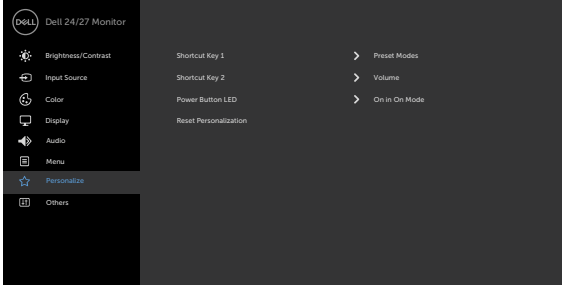 DELL Dell 24/27 Monitor
Brightness/Contrast
Input Source
Color
Display
Audio
Menu
Personalize
Others
Shortcut Key 1 Preset Modes
Shortcut Key 2 Volume
Power Button LED On in On Mode
Reset Personalization